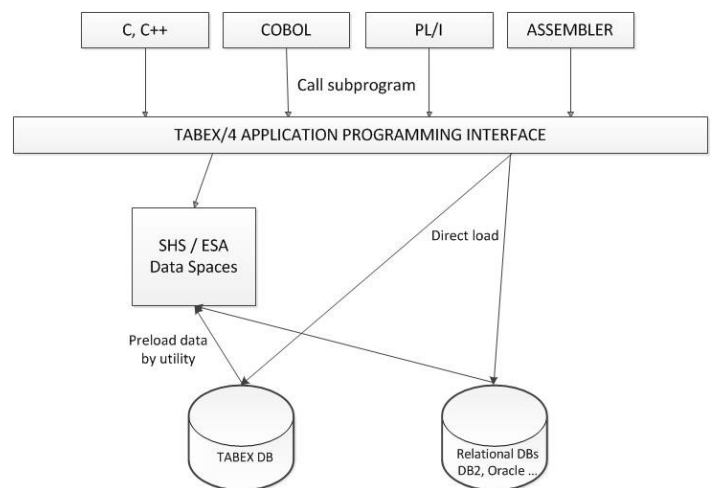 C, C++
COBOL
PL/I
ASSEMBLER
Call subprogram
TABEX/4 APPLICATION PROGRAMMING INTERFACE
SHS / ESA
Data Spaces
Direct load
Preload data
by utility
TABEX DB
Relational DBs
DB2, Oracle ...